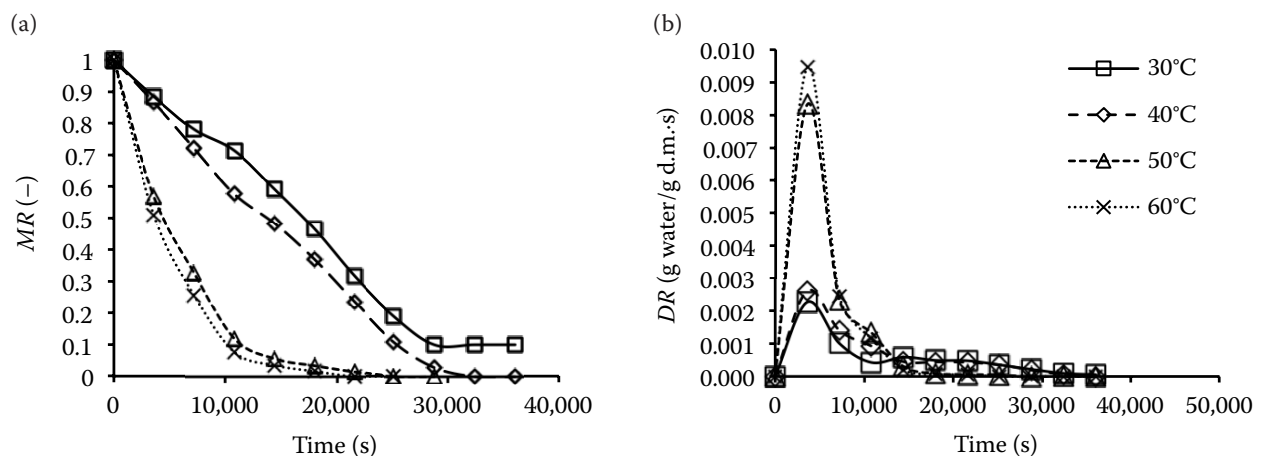 (a)
MR (–)
1
0.9
0.8
0.7
0.6
0.5
0.4
0.3
0.2
0.1
0
0 10,000 20,000 30,000 40,000
Time (s)
(b)
DR (g water/g d.m.·s)
0.010
0.009
0.008
0.007
0.006
0.005
0.004
0.003
0.002
0.001
0.000
0 10,000 20,000 30,000 40,000 50,000
Time (s)
30°C
40°C
50°C
60°C